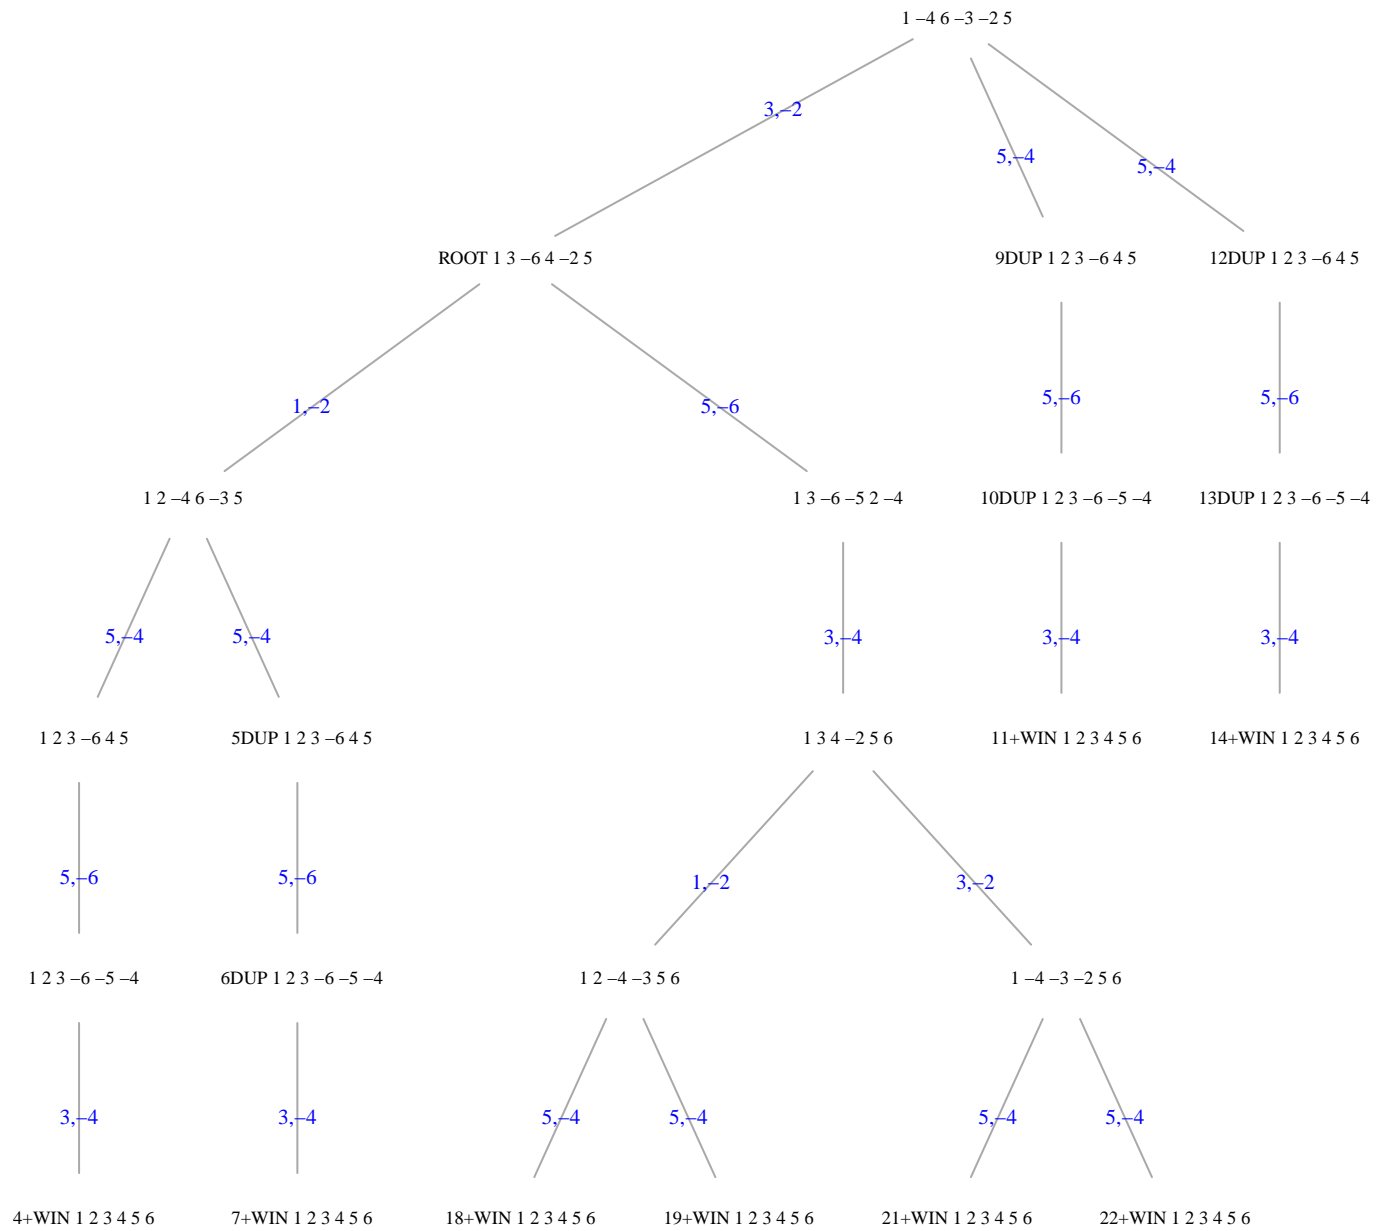 1 –4 6 –3 –2 5
3,–2
5,–4
5,–4
ROOT 1 3 –6 4 –2 5
9DUP 1 2 3 –6 4 5
12DUP 1 2 3 –6 4 5
1,–2
5,–6
5,–6
5,–6
1 2 –4 6 –3 5
1 3 –6 –5 2 –4
10DUP 1 2 3 –6 –5 –4
13DUP 1 2 3 –6 –5 –4
5,–4
5,–4
3,–4
3,–4
3,–4
1 2 3 –6 4 5
5DUP 1 2 3 –6 4 5
1 3 4 –2 5 6
11+WIN 1 2 3 4 5 6
14+WIN 1 2 3 4 5 6
5,–6
5,–6
1,–2
3,–2
1 2 3 –6 –5 –4
6DUP 1 2 3 –6 –5 –4
1 2 –4 –3 5 6
1 –4 –3 –2 5 6
3,–4
3,–4
5,–4
5,–4
5,–4
5,–4
4+WIN 1 2 3 4 5 6
7+WIN 1 2 3 4 5 6
18+WIN 1 2 3 4 5 6
19+WIN 1 2 3 4 5 6
21+WIN 1 2 3 4 5 6
22+WIN 1 2 3 4 5 6